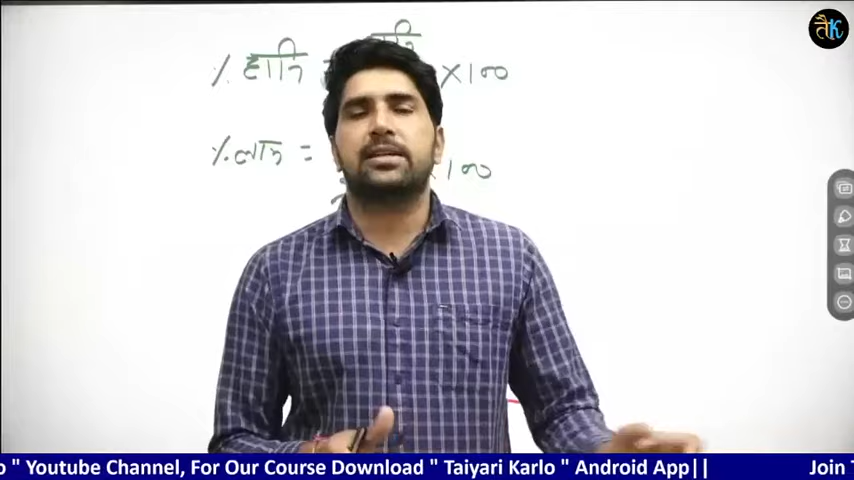 % हानि = हानि × 100
% लाभ = × 100
तैK
" Youtube Channel, For Our Course Download " Taiyari Karlo " Android App || Join